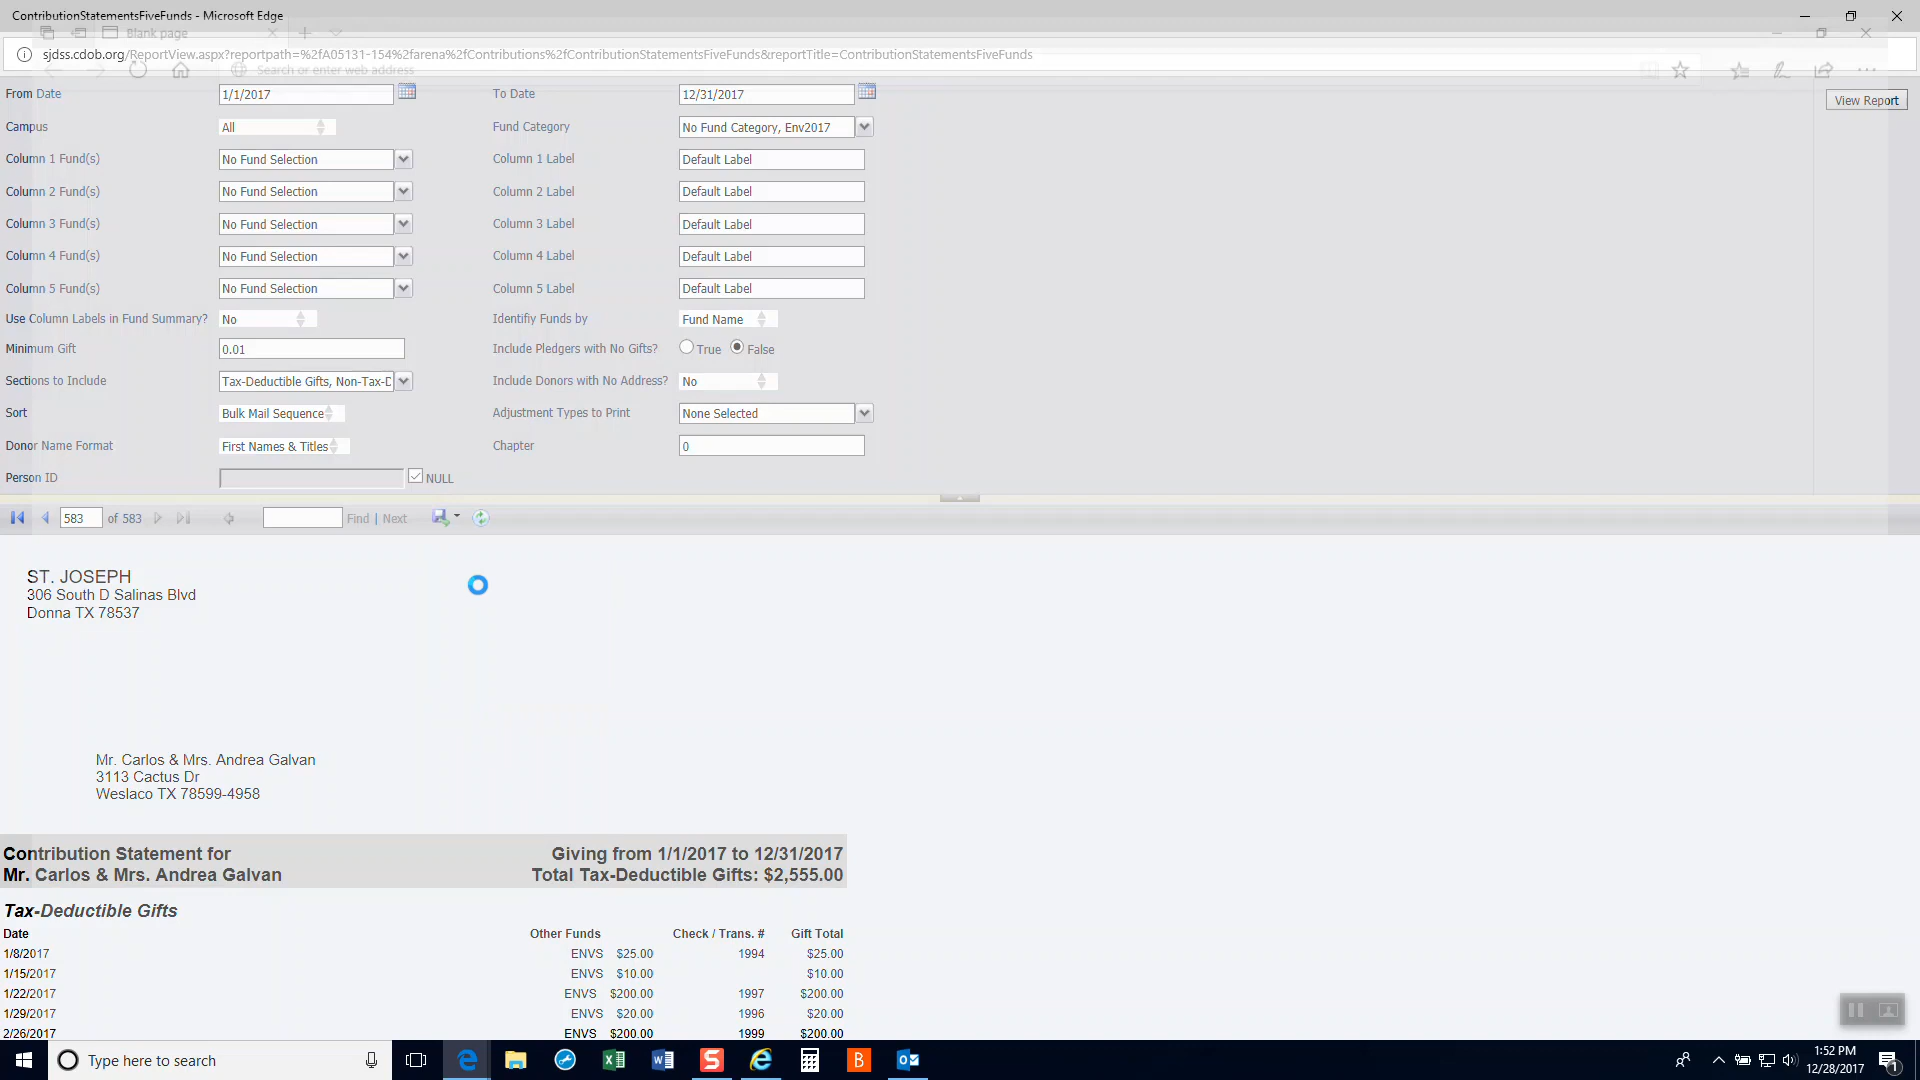 ContributionStatementsFiveFunds - Microsoft Edge
Blank page
sjdss.cdob.org/ReportView.aspx?reportpath=%2fA05131-154%2farena%2fContributions%2fContributionStatementsFiveFunds&reportTitle=ContributionStatementsFiveFunds
Search or enter web address
From Date 1/1/2017 To Date 12/31/2017 View Report
Campus All Fund Category No Fund Category, Env2017
Column 1 Fund(s) No Fund Selection Column 1 Label Default Label
Column 2 Fund(s) No Fund Selection Column 2 Label Default Label
Column 3 Fund(s) No Fund Selection Column 3 Label Default Label
Column 4 Fund(s) No Fund Selection Column 4 Label Default Label
Column 5 Fund(s) No Fund Selection Column 5 Label Default Label
Use Column Labels in Fund Summary? No Identifiy Funds by Fund Name
Minimum Gift 0.01 Include Pledgers with No Gifts? True False
Sections to Include Tax-Deductible Gifts, Non-Tax-D Include Donors with No Address? No
Sort Bulk Mail Sequence Adjustment Types to Print None Selected
Donor Name Format First Names & Titles Chapter 0
Person ID NULL
583 of 583 Find | Next
ST. JOSEPH
306 South D Salinas Blvd
Donna TX 78537
Mr. Carlos & Mrs. Andrea Galvan
3113 Cactus Dr
Weslaco TX 78599-4958
Contribution Statement for Giving from 1/1/2017 to 12/31/2017
Mr. Carlos & Mrs. Andrea Galvan Total Tax-Deductible Gifts: $2,555.00
Tax-Deductible Gifts
Date Other Funds Check / Trans. # Gift Total
1/8/2017 ENVS $25.00 1994 $25.00
1/15/2017 ENVS $10.00 $10.00
1/22/2017 ENVS $200.00 1997 $200.00
1/29/2017 ENVS $20.00 1996 $20.00
2/26/2017 ENVS $200.00 1999 $200.00
Type here to search
1:52 PM
12/28/2017
1